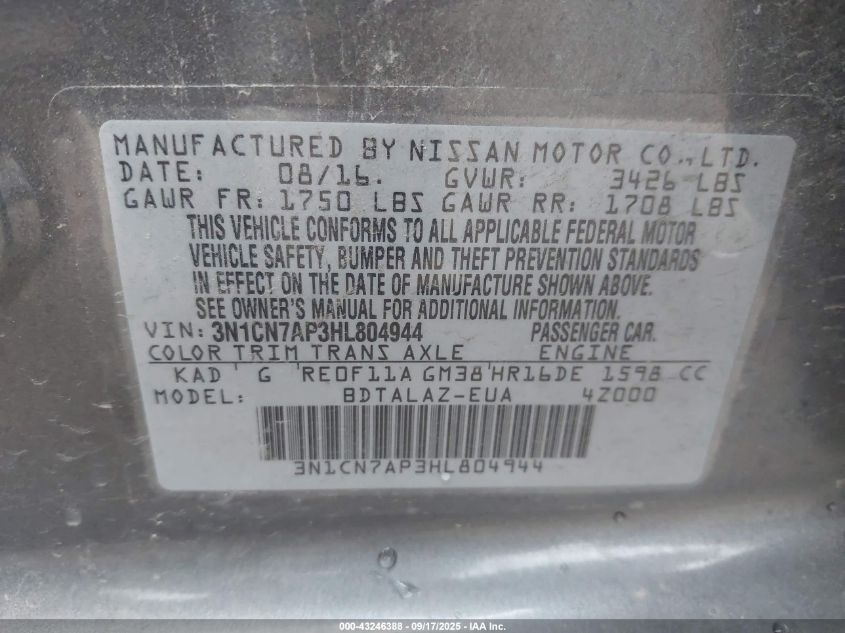 MANUFACTURED BY NISSAN MOTOR CO.,LTD.
DATE: 08/16. GVWR: 3426 LBS
GAWR FR: 1750 LBS GAWR RR: 1708 LBS
THIS VEHICLE CONFORMS TO ALL APPLICABLE FEDERAL MOTOR
VEHICLE SAFETY, BUMPER AND THEFT PREVENTION STANDARDS
IN EFFECT ON THE DATE OF MANUFACTURE SHOWN ABOVE.
SEE OWNER'S MANUAL FOR ADDITIONAL INFORMATION.
VIN: 3N1CN7AP3HL804944 PASSENGER CAR.
COLOR TRIM TRANS AXLE ENGINE
KAD G RE0F11A GM38 HR16DE 1598 CC
MODEL: BDTALAZ-EUA 4Z000
3N1CN7AP3HL804944
000-43246388 - 09/17/2025 - IAA Inc.